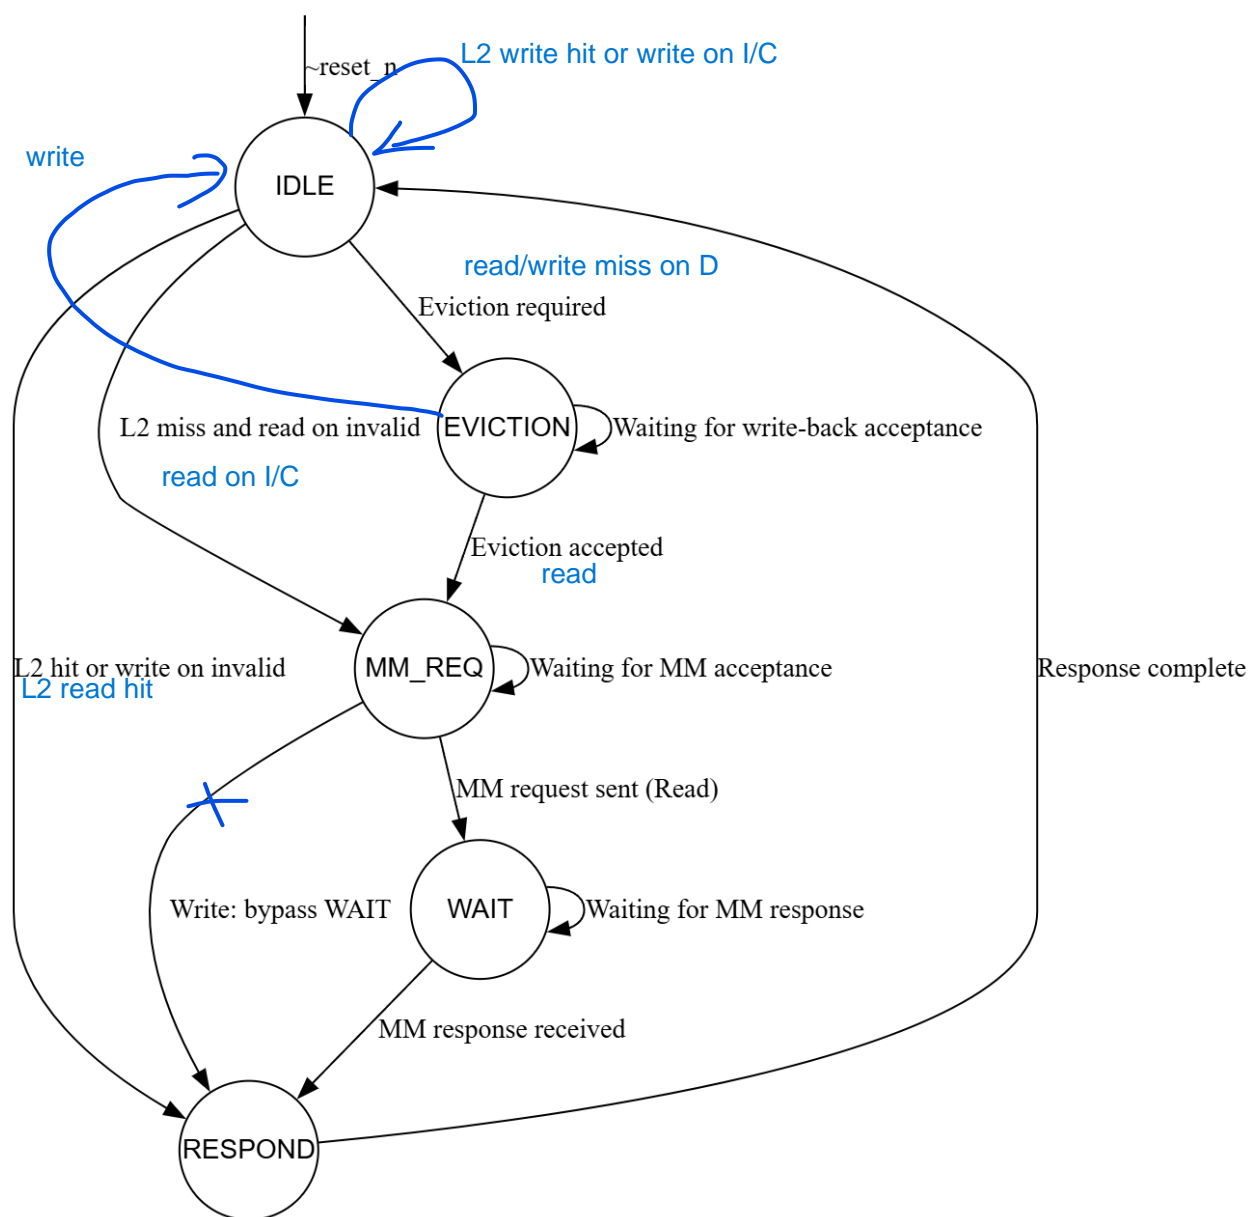 L2 write hit or write on I/C
~reset_n
write
IDLE
read/write miss on D
Eviction required
L2 miss and read on invalid
EVICTION
Waiting for write-back acceptance
read on I/C
Eviction accepted
read
L2 hit or write on invalid
MM_REQ
Waiting for MM acceptance
Response complete
L2 read hit
MM request sent (Read)
Write: bypass WAIT
WAIT
Waiting for MM response
MM response received
RESPOND